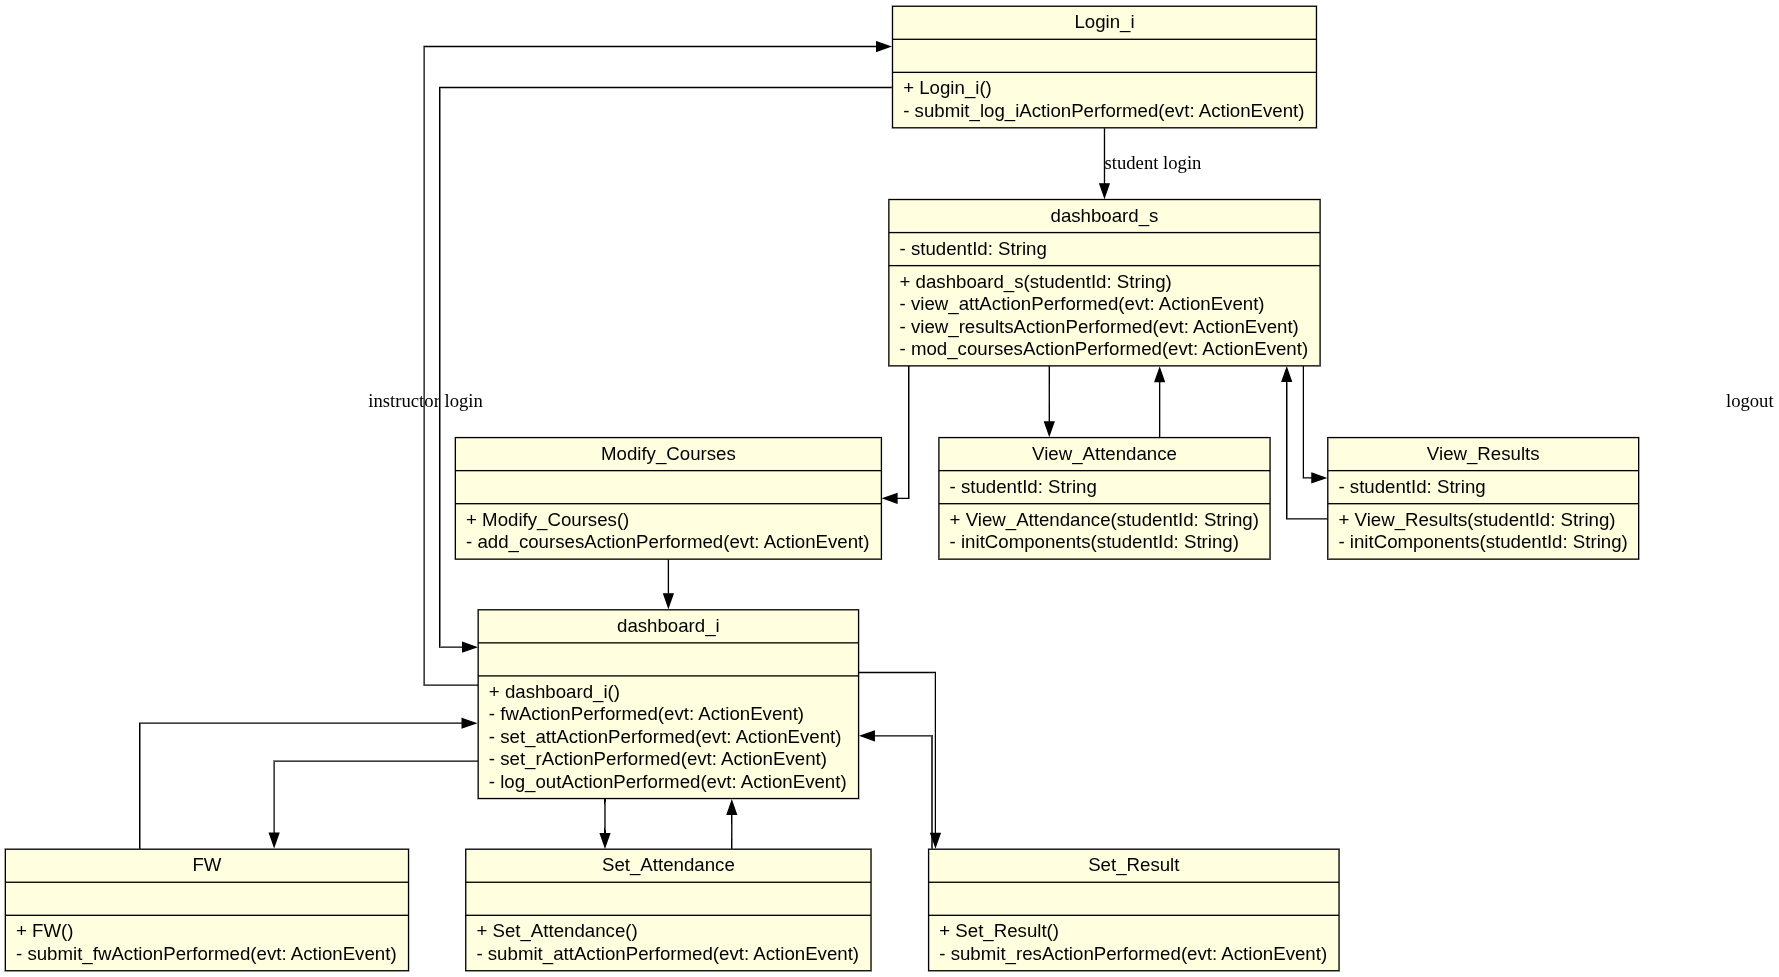 Login_i
+ Login_i()
- submit_log_iActionPerformed(evt: ActionEvent)
student login
dashboard_s
- studentId: String
+ dashboard_s(studentId: String)
- view_attActionPerformed(evt: ActionEvent)
- view_resultsActionPerformed(evt: ActionEvent)
- mod_coursesActionPerformed(evt: ActionEvent)
instructor login
logout
Modify_Courses
+ Modify_Courses()
- add_coursesActionPerformed(evt: ActionEvent)
View_Attendance
- studentId: String
+ View_Attendance(studentId: String)
- initComponents(studentId: String)
View_Results
- studentId: String
+ View_Results(studentId: String)
- initComponents(studentId: String)
dashboard_i
+ dashboard_i()
- fwActionPerformed(evt: ActionEvent)
- set_attActionPerformed(evt: ActionEvent)
- set_rActionPerformed(evt: ActionEvent)
- log_outActionPerformed(evt: ActionEvent)
FW
+ FW()
- submit_fwActionPerformed(evt: ActionEvent)
Set_Attendance
+ Set_Attendance()
- submit_attActionPerformed(evt: ActionEvent)
Set_Result
+ Set_Result()
- submit_resActionPerformed(evt: ActionEvent)